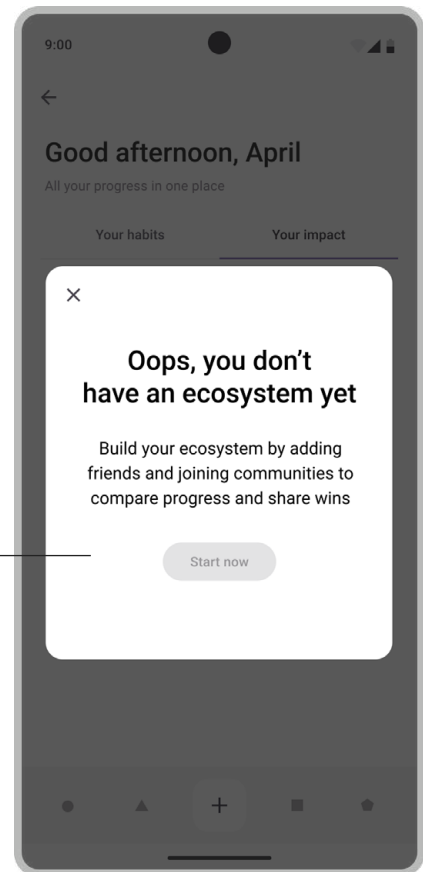 9:00
Good afternoon, April
All your progress in one place
Your habits
Your impact
Oops, you don’t
have an ecosystem yet
Build your ecosystem by adding
friends and joining communities to
compare progress and share wins
Start now